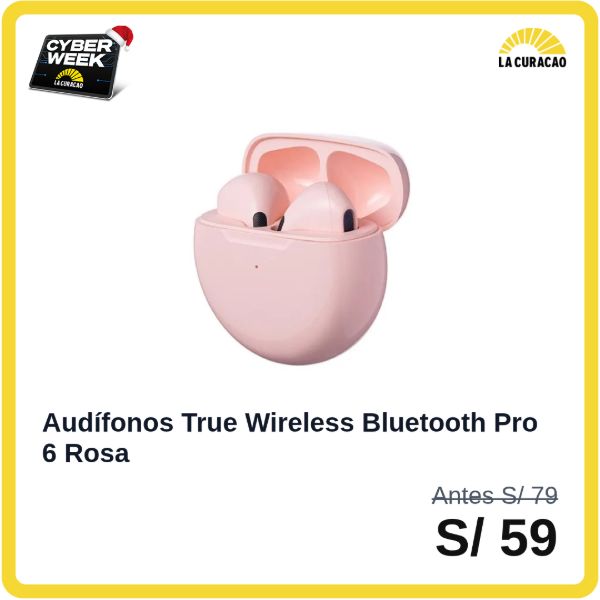 CYBER
WEEK
LA CURACAO
LA CURACAO
Audífonos True Wireless Bluetooth Pro
6 Rosa
Antes S/ 79
S/ 59